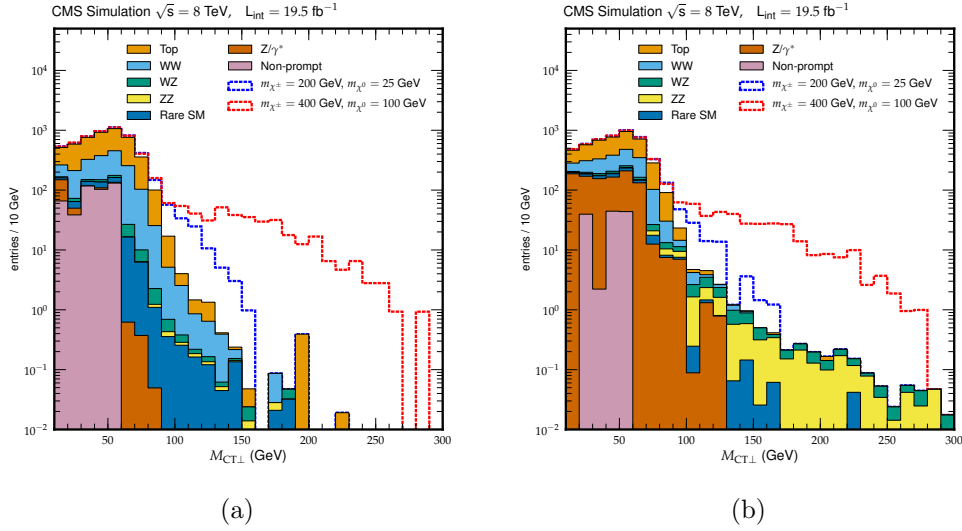 CMS Simulation √s = 8 TeV, L_int = 19.5 fb⁻¹
Top
WW
WZ
ZZ
Rare SM
Z/γ*
Non-prompt
m_χ± = 200 GeV, m_χ⁰ = 25 GeV
m_χ± = 400 GeV, m_χ⁰ = 100 GeV
entries / 10 GeV
10⁴
10³
10²
10¹
10⁰
10⁻¹
10⁻²
50
100
150
200
250
300
M_CT⊥ (GeV)
(a)
CMS Simulation √s = 8 TeV, L_int = 19.5 fb⁻¹
Top
WW
WZ
ZZ
Rare SM
Z/γ*
Non-prompt
m_χ± = 200 GeV, m_χ⁰ = 25 GeV
m_χ± = 400 GeV, m_χ⁰ = 100 GeV
entries / 10 GeV
10⁴
10³
10²
10¹
10⁰
10⁻¹
10⁻²
50
100
150
200
250
300
M_CT⊥ (GeV)
(b)